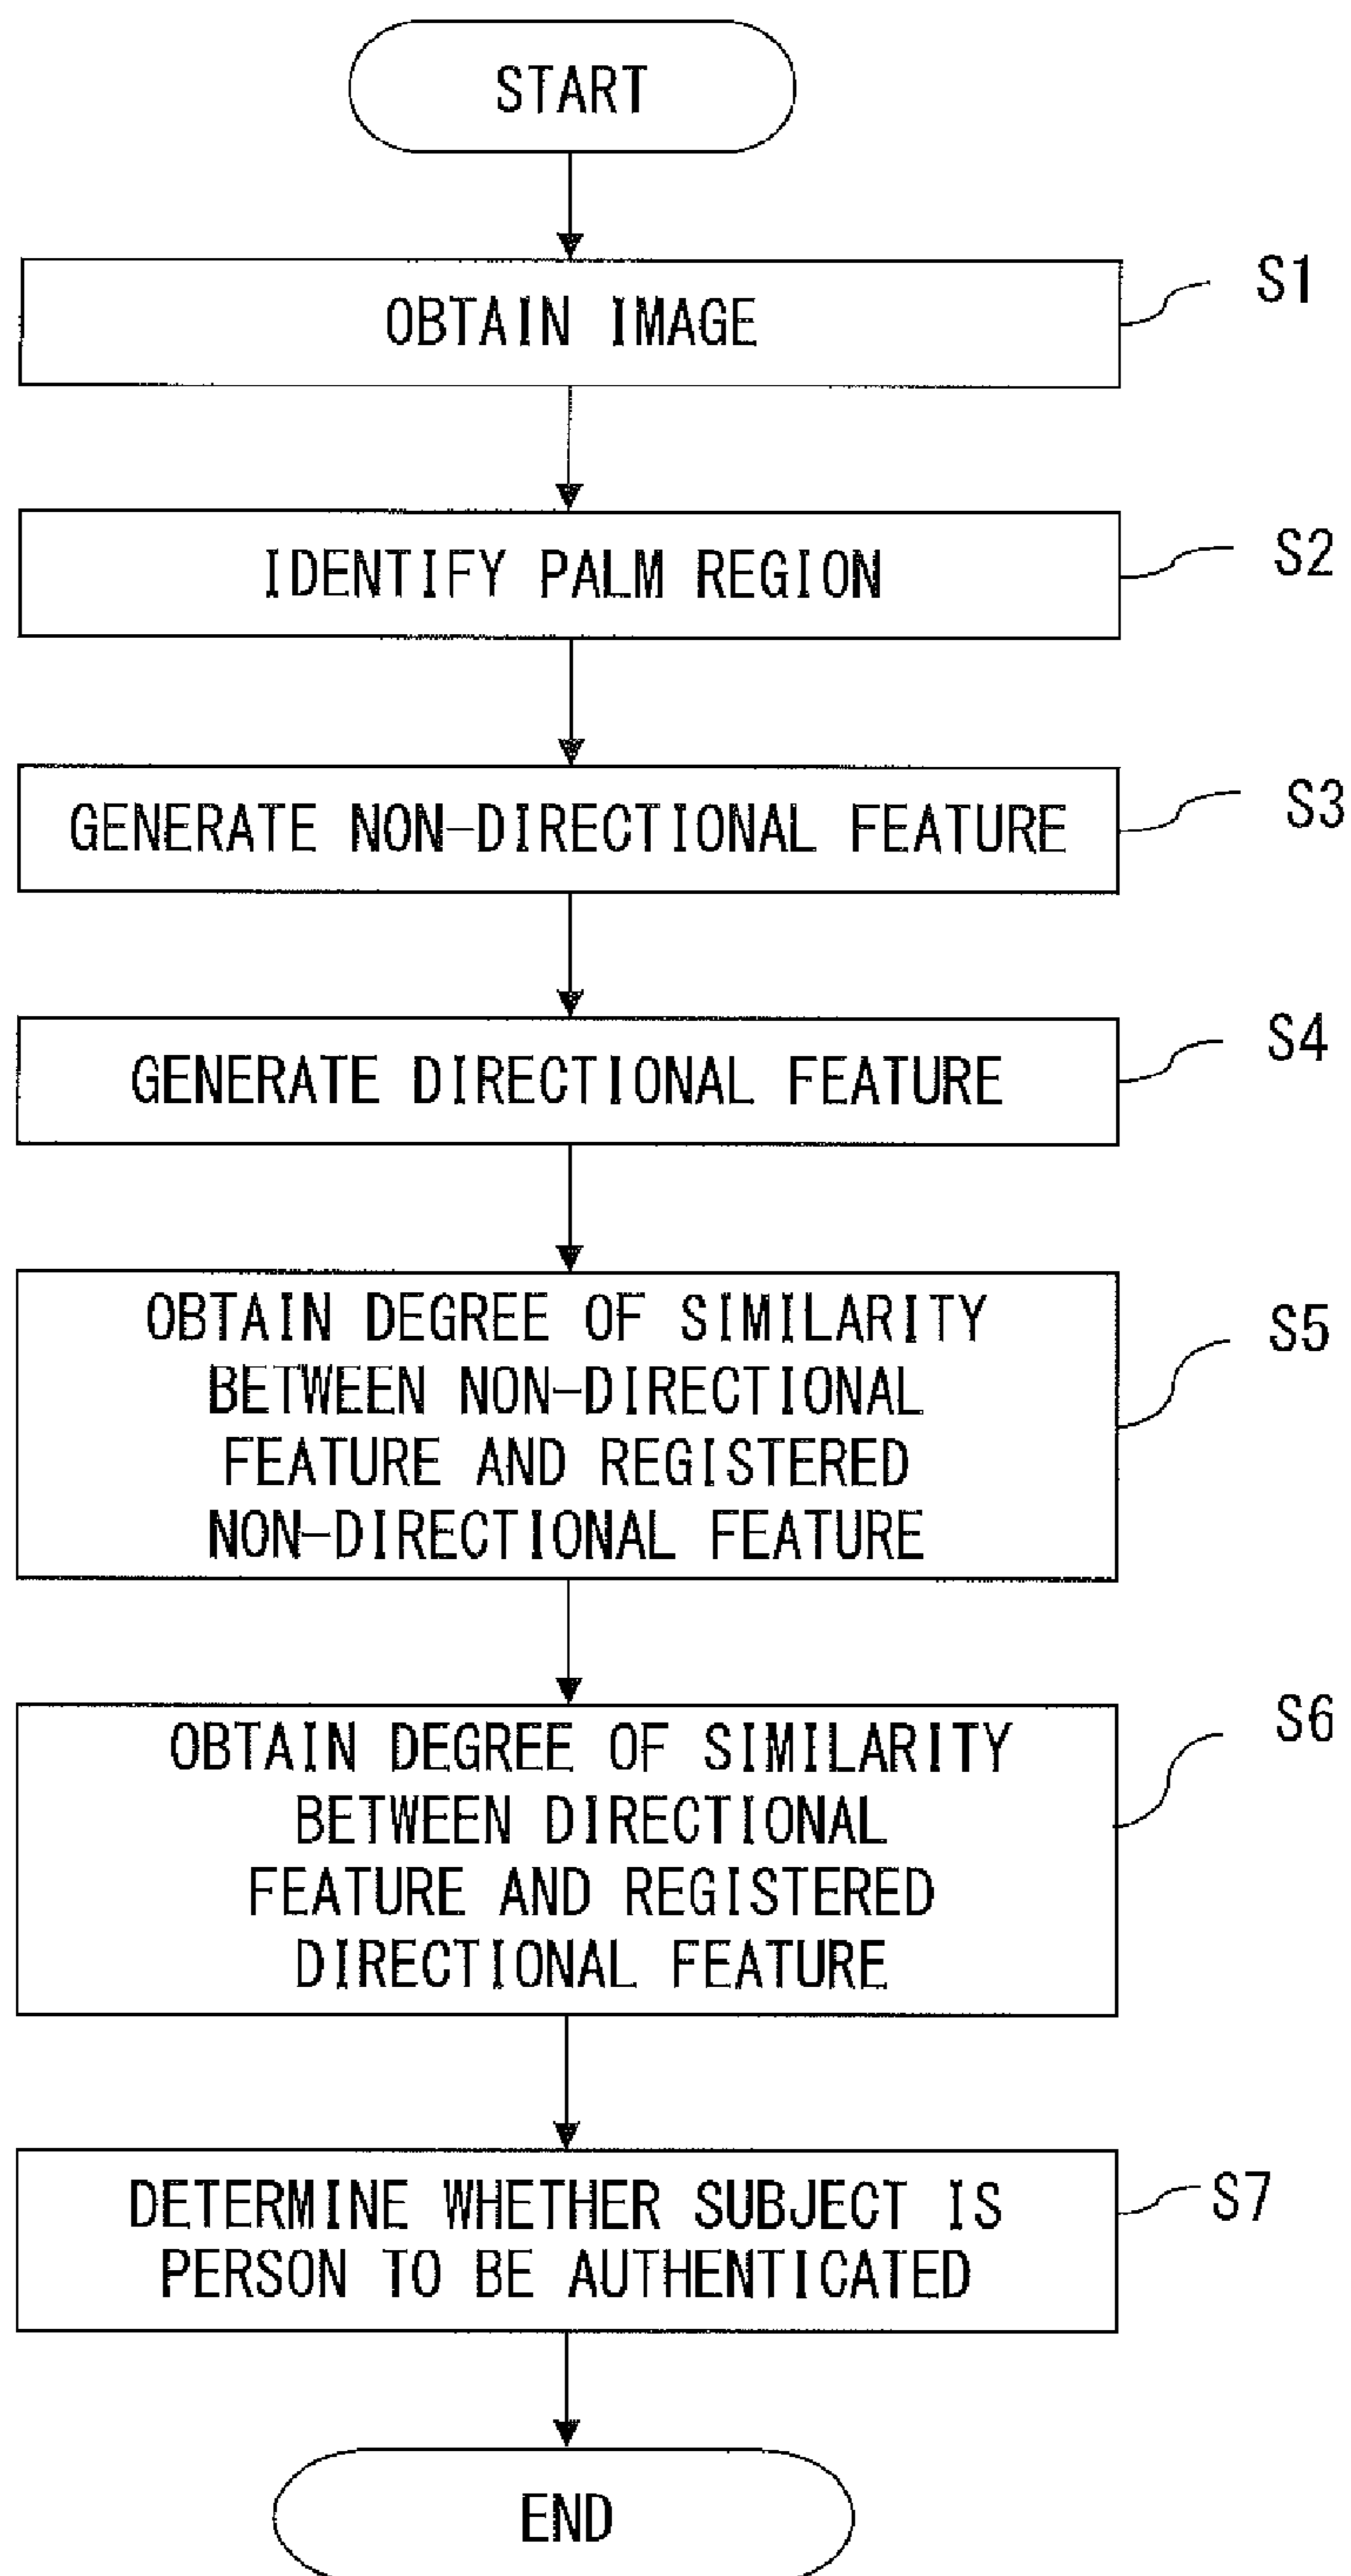 START
OBTAIN IMAGE
S1
IDENTIFY PALM REGION
S2
GENERATE NON-DIRECTIONAL FEATURE
S3
GENERATE DIRECTIONAL FEATURE
S4
OBTAIN DEGREE OF SIMILARITY
BETWEEN NON-DIRECTIONAL
FEATURE AND REGISTERED
NON-DIRECTIONAL FEATURE
S5
OBTAIN DEGREE OF SIMILARITY
BETWEEN DIRECTIONAL
FEATURE AND REGISTERED
DIRECTIONAL FEATURE
S6
DETERMINE WHETHER SUBJECT IS
PERSON TO BE AUTHENTICATED
S7
END